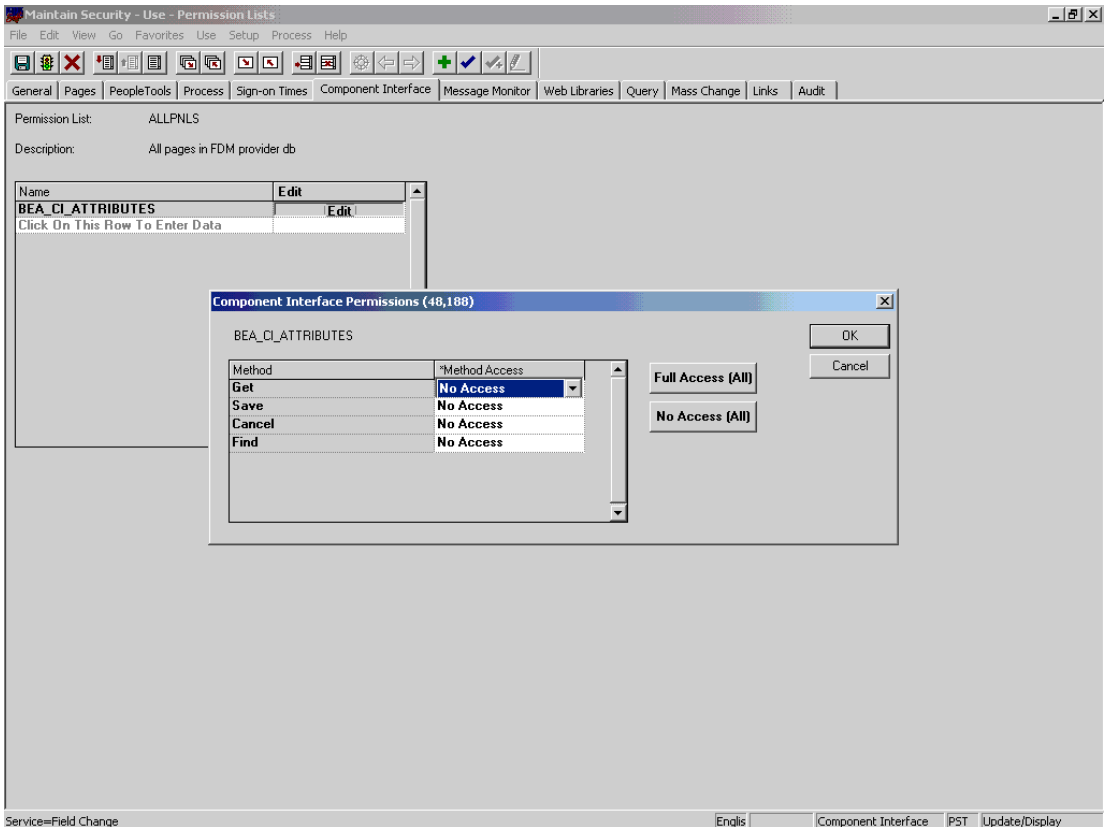 Maintain Security - Use - Permission Lists
File Edit View Go Favorites Use Setup Process Help
General Pages PeopleTools Process Sign-on Times Component Interface Message Monitor Web Libraries Query Mass Change Links Audit
Permission List: ALLPNLS
Description: All pages in FDM provider db
Name Edit
BEA_CI_ATTRIBUTES Edit
Click On This Row To Enter Data
Component Interface Permissions (48,188)
BEA_CI_ATTRIBUTES
OK
Cancel
Method *Method Access
Get No Access
Save No Access
Cancel No Access
Find No Access
Full Access (All)
No Access (All)
Service=Field Change Englis Component Interface PST Update/Display